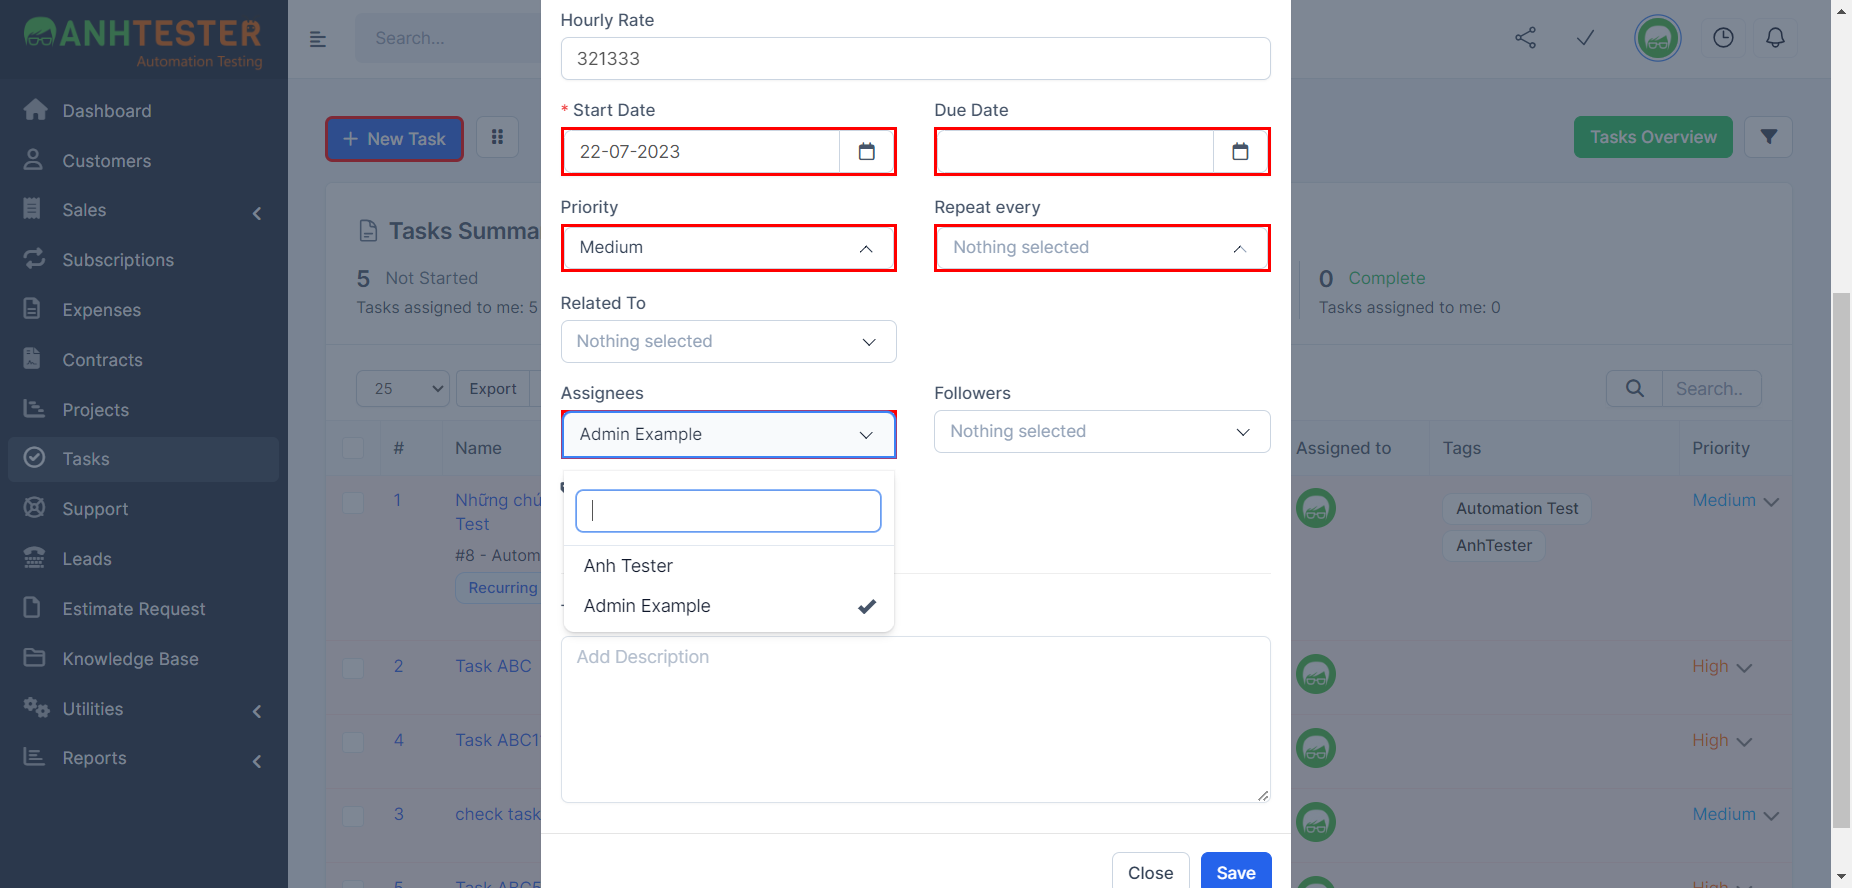 ANHTESTER
Automation Testing
Dashboard
Customers
Sales
Subscriptions
Expenses
Contracts
Projects
Tasks
Support
Leads
Estimate Request
Knowledge Base
Utilities
Reports
Search...
+ New Task
Tasks Overview
Tasks Summa
5 Not Started
Tasks assigned to me: 5
0 Complete
Tasks assigned to me: 0
25
Export
Search..
# Name
Assigned to Tags Priority
1 Những chú
Test
#8 - Autom
Recurring
Automation Test
AnhTester
Medium
2 Task ABC
High
4 Task ABC1
High
3 check task
Medium
5 Task ABC5
High
Hourly Rate
321333
* Start Date
22-07-2023
Due Date
Priority
Medium
Repeat every
Nothing selected
Related To
Nothing selected
Assignees
Admin Example
Followers
Nothing selected
Anh Tester
Admin Example
Add Description
Close
Save